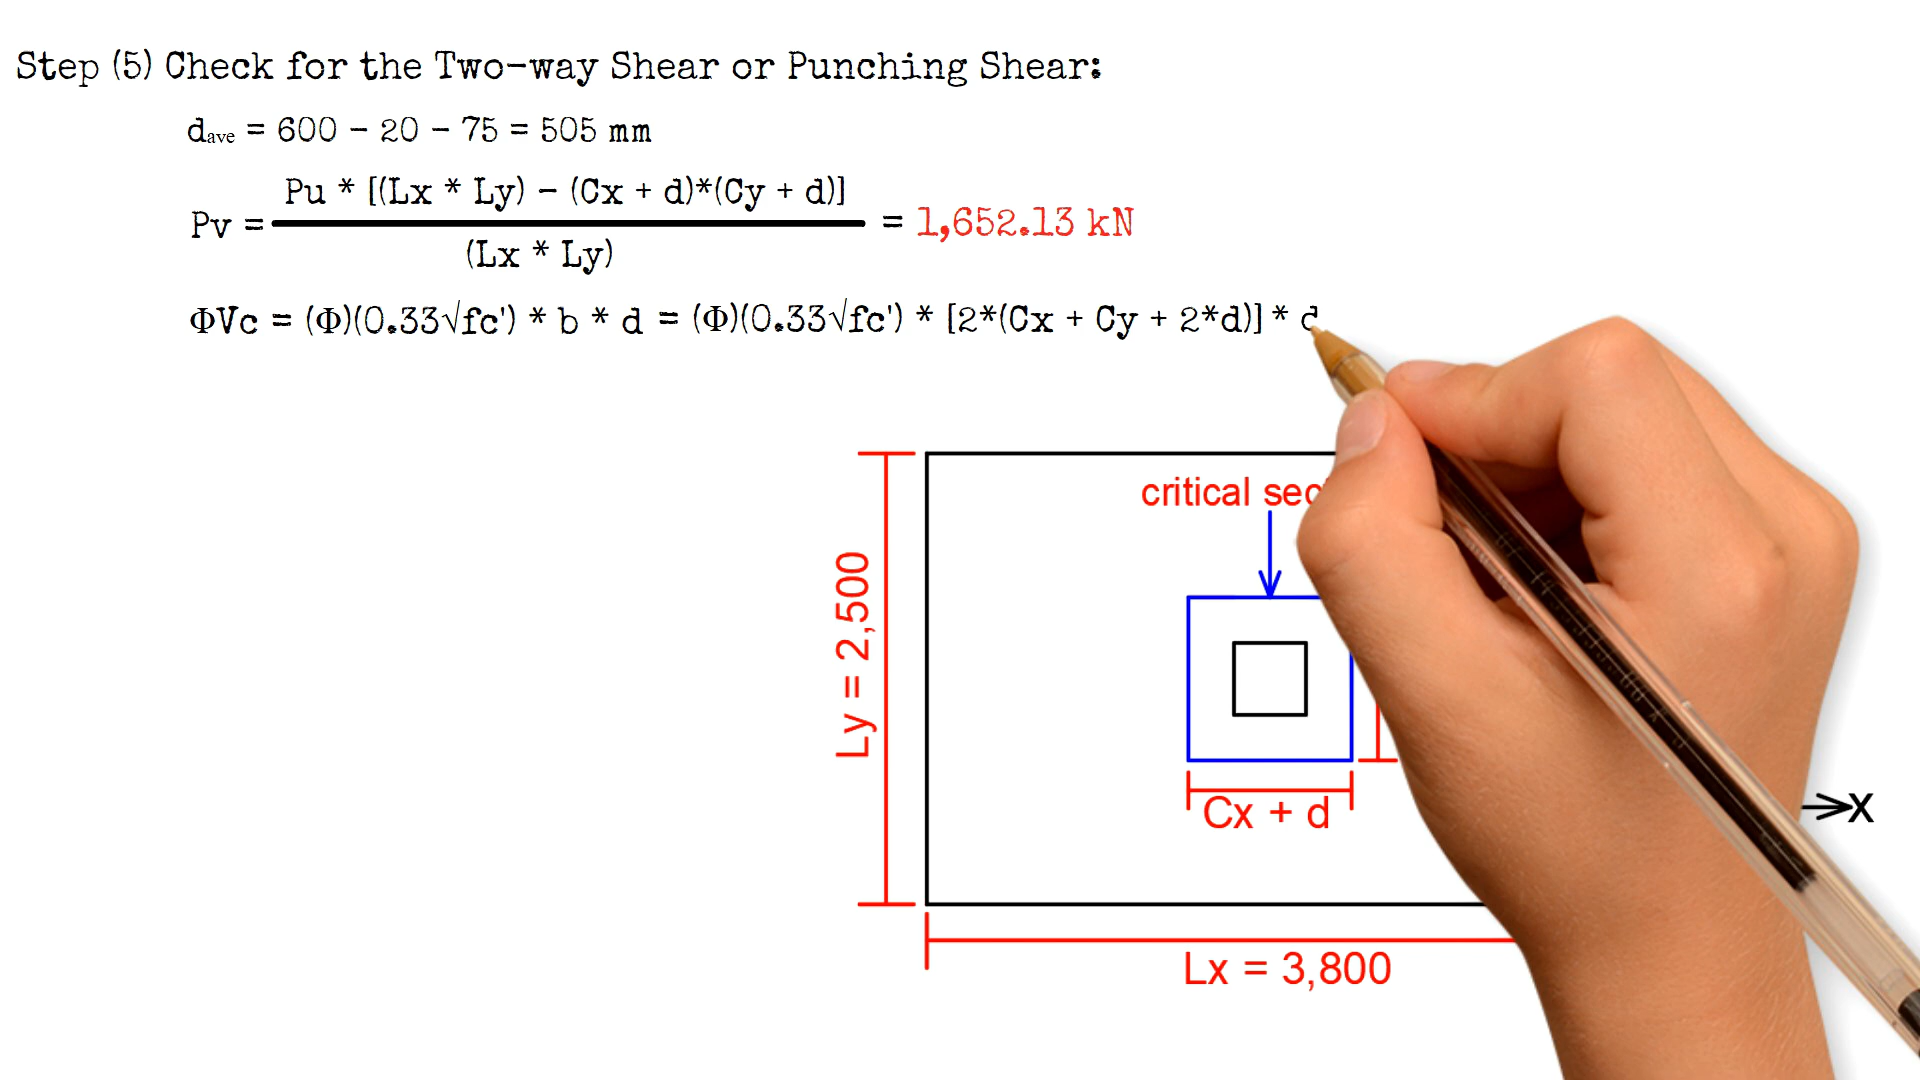 Step (5) Check for the Two-way Shear or Punching Shear:
dave = 600 - 20 - 75 = 505 mm
Pu * [(Lx * Ly) - (Cx + d)*(Cy + d)]
Pv = = 1,652.13 kN
(Lx * Ly)
ΦVc = (Φ)(0.33√fc') * b * d = (Φ)(0.33√fc') * [2*(Cx + Cy + 2*d)] * d
critical
Ly = 2,500
Cx + d
X
Lx = 3,800